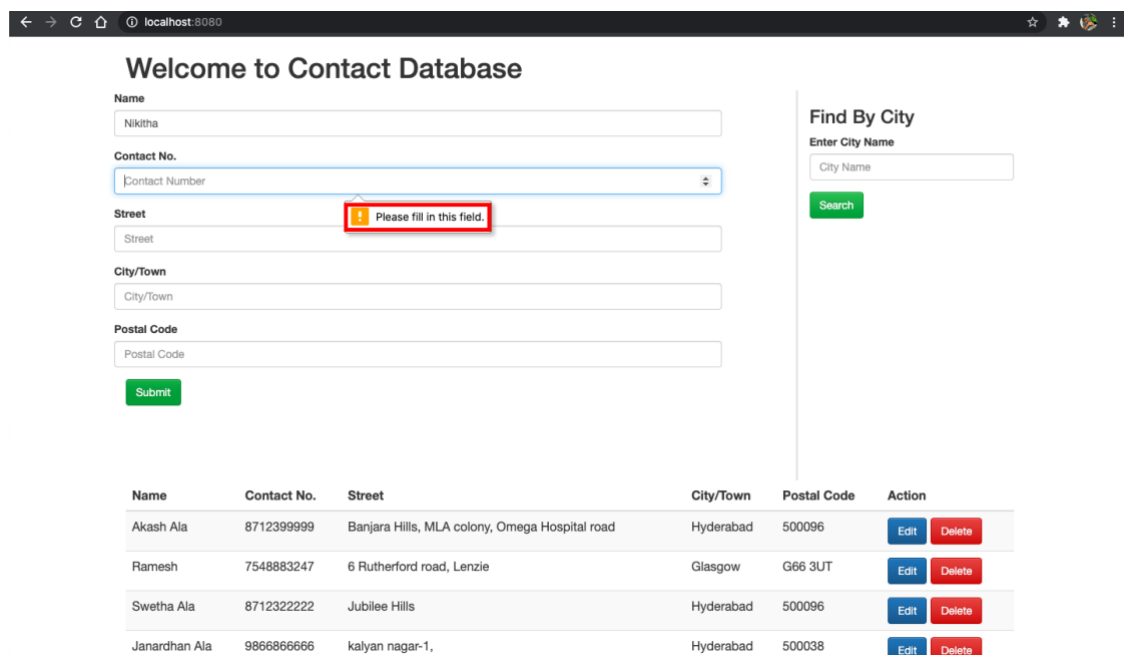 localhost:8080
Welcome to Contact Database
Name
Nikitha
Contact No.
Contact Number
Please fill in this field.
Street
Street
City/Town
City/Town
Postal Code
Postal Code
Submit
Find By City
Enter City Name
City Name
Search
Name Contact No. Street City/Town Postal Code Action
Akash Ala 8712399999 Banjara Hills, MLA colony, Omega Hospital road Hyderabad 500096 Edit Delete
Ramesh 7548883247 6 Rutherford road, Lenzie Glasgow G66 3UT Edit Delete
Swetha Ala 8712322222 Jubilee Hills Hyderabad 500096 Edit Delete
Janardhan Ala 9866866666 kalyan nagar-1, Hyderabad 500038 Edit Delete